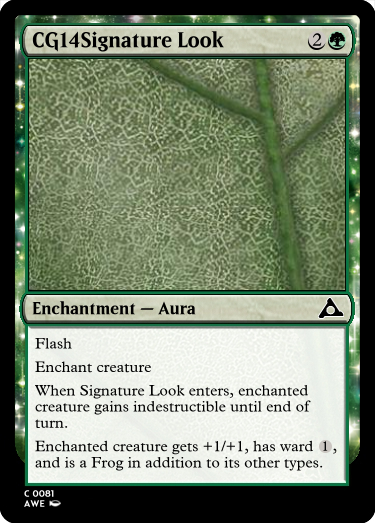 CG14Signature Look 2
Enchantment — Aura
Flash
Enchant creature
When Signature Look enters, enchanted
creature gains indestructible until end of
turn.
Enchanted creature gets +1/+1, has ward 1,
and is a Frog in addition to its other types.
C 0081
AWE